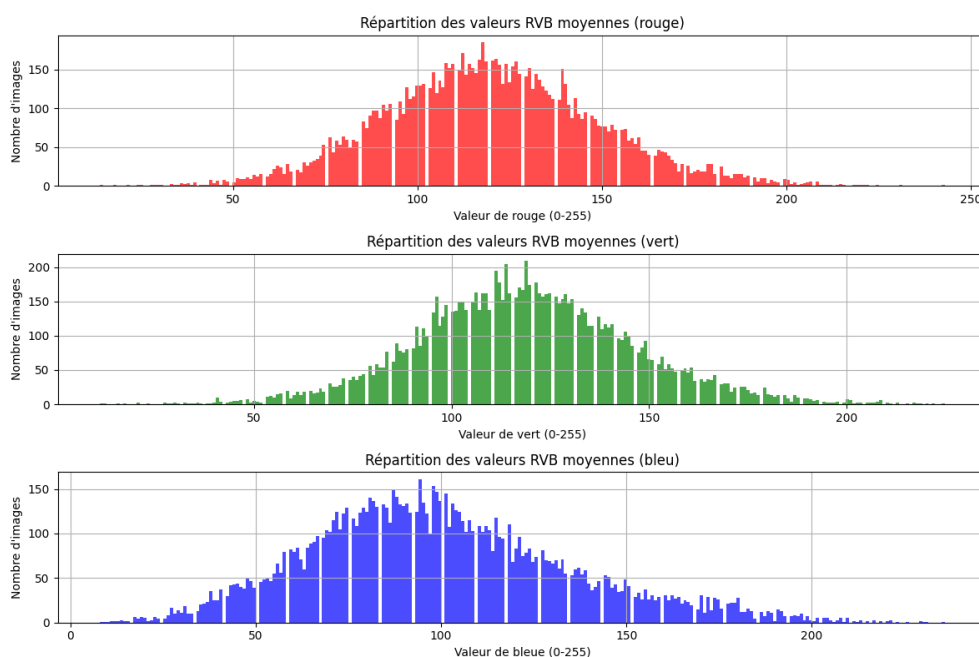 Répartition des valeurs RVB moyennes (rouge)
Nombre d'images
150
100
50
0
50 100 150 200 250
Valeur de rouge (0-255)
Répartition des valeurs RVB moyennes (vert)
Nombre d'images
200
150
100
50
0
50 100 150 200
Valeur de vert (0-255)
Répartition des valeurs RVB moyennes (bleu)
Nombre d'images
150
100
50
0
0 50 100 150 200
Valeur de bleue (0-255)